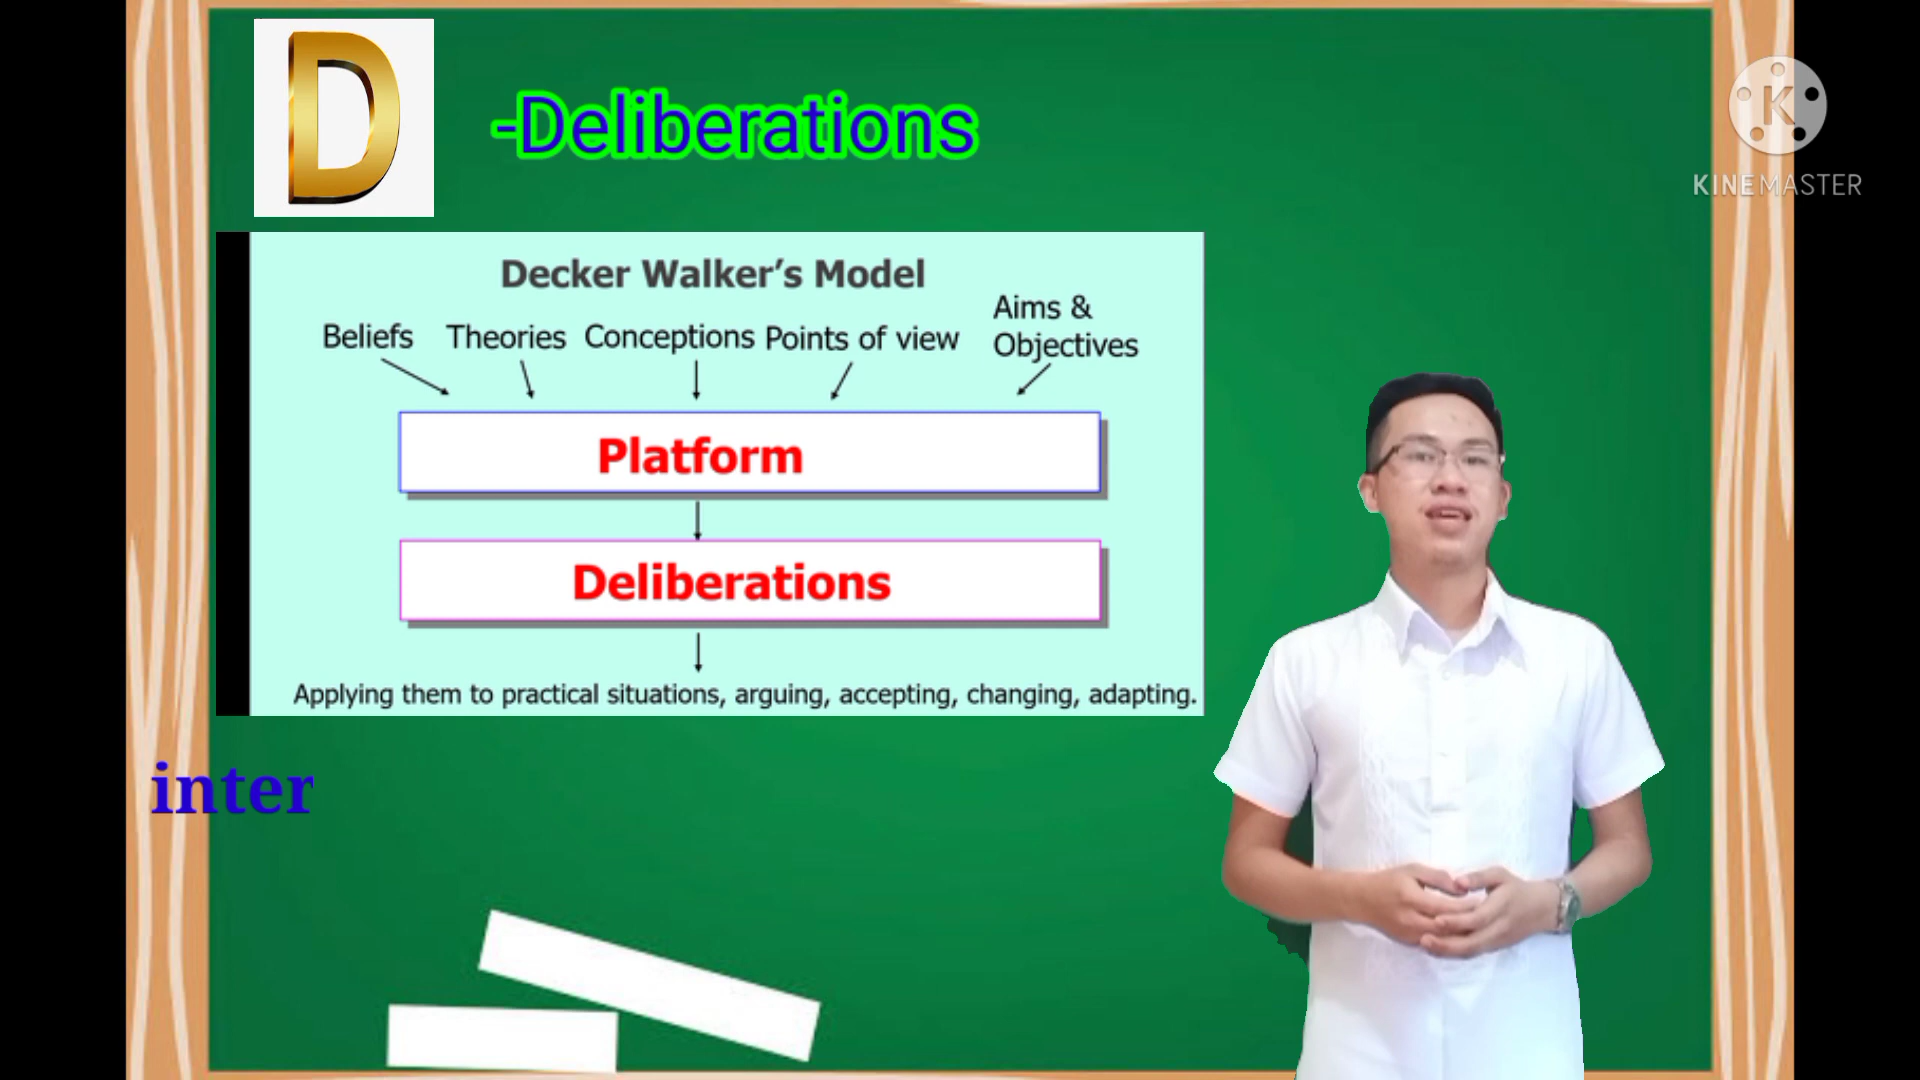 D
-Deliberations
K
KINEMASTER
Decker Walker's Model
Aims &
Beliefs Theories Conceptions Points of view Objectives
Platform
Deliberations
Applying them to practical situations, arguing, accepting, changing, adapting.
inter